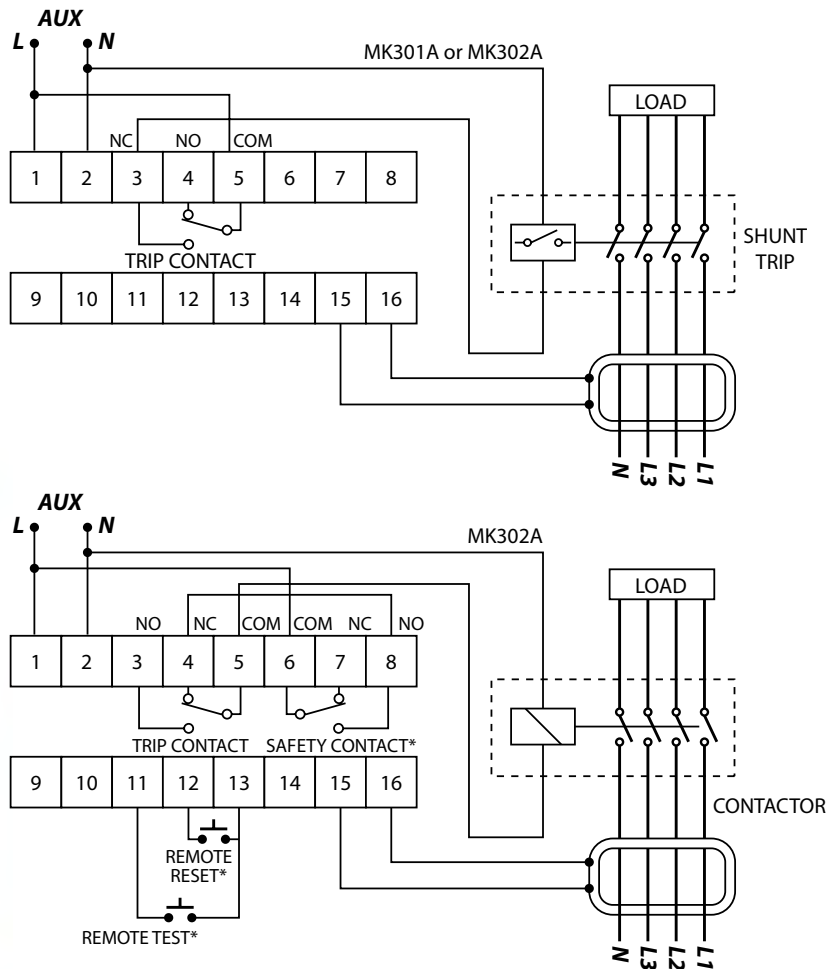 AUX
L N
MK301A or MK302A
LOAD
NC NO COM
1 2 3 4 5 6 7 8
SHUNT
TRIP
TRIP CONTACT
9 10 11 12 13 14 15 16
N L3 L2 L1
AUX
L N
MK302A
LOAD
NO NC COM COM NC NO
1 2 3 4 5 6 7 8
TRIP CONTACT SAFETY CONTACT*
9 10 11 12 13 14 15 16
CONTACTOR
REMOTE
RESET*
REMOTE TEST*
N L3 L2 L1